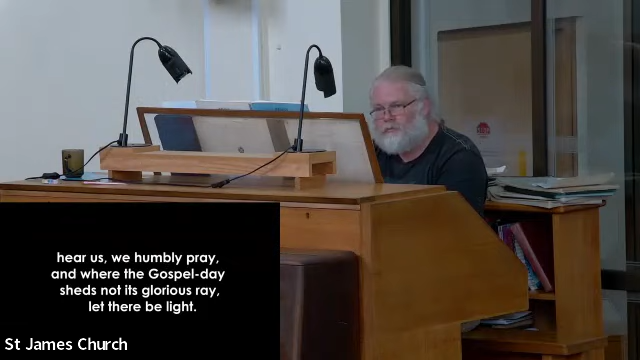 hear us, we humbly pray,
and where the Gospel-day
sheds not its glorious ray,
let there be light.
St James Church